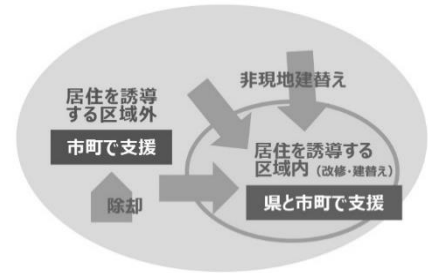 非現地建替え
居住を誘導
する区域外
市町で支援
除却
居住を誘導する
区域内（改修・建替え）
県と市町で支援